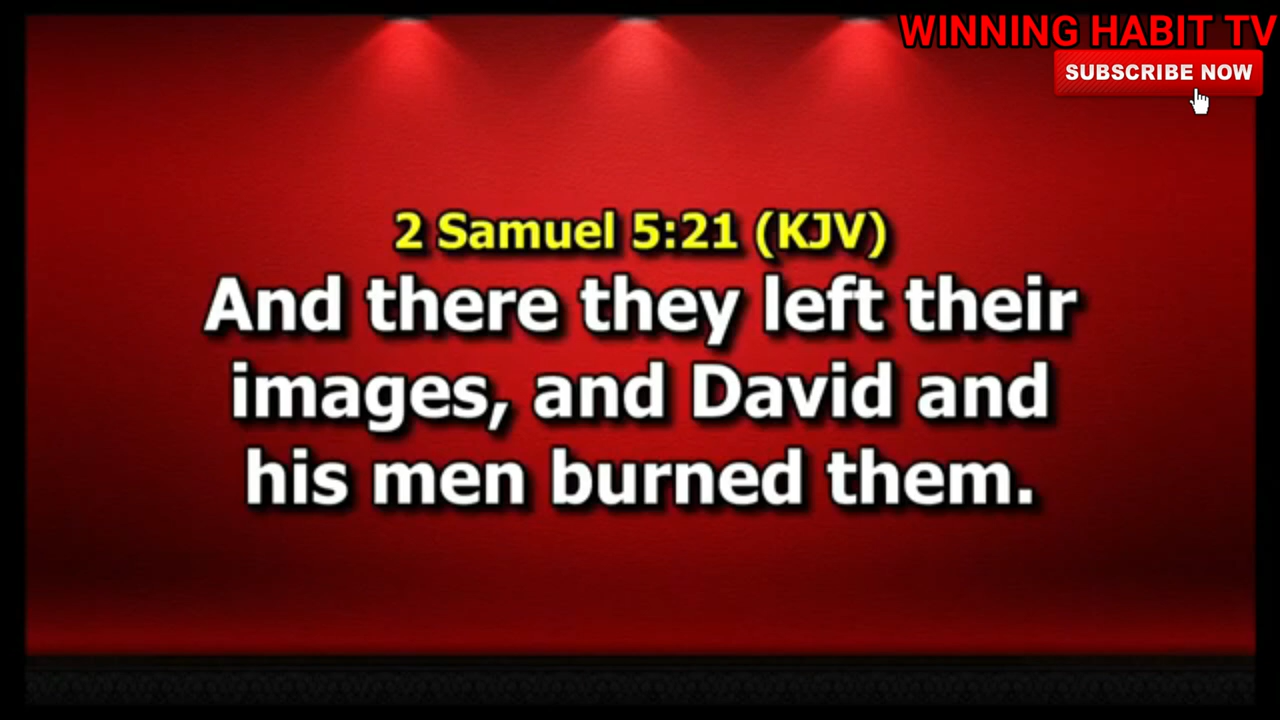 WINNING HABIT TV
SUBSCRIBE NOW
2 Samuel 5:21 (KJV)
And there they left their
images, and David and
his men burned them.